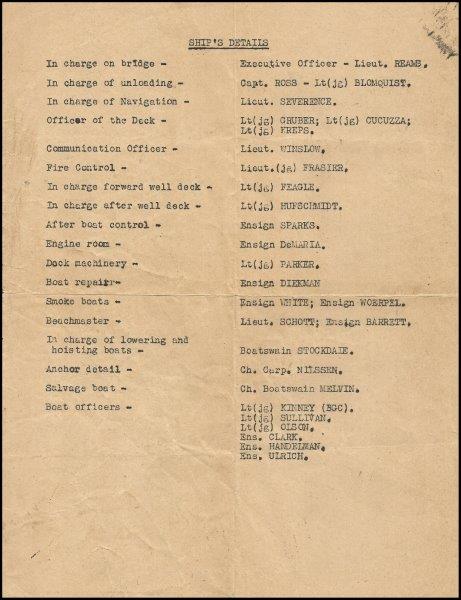 SHIP'S DETAILS
In charge on bridge - Executive Officer - Lieut. REAMS.
In charge of unloading - Capt. ROSS - Lt(jg) BLOMQUIST.
In charge of Navigation - Lieut. SEVERENCE.
Officer of the Deck - Lt(jg) GRUBER; Lt(jg) CUCUZZA;
Lt(jg) FREPS.
Communication Officer - Lieut. WINSLOW.
Fire Control - Lieut.(jg) FRASIER.
In charge forward well deck - Lt(jg) FEAGLE.
In charge after well deck - Lt(jg) HUFSCHMIDT.
After boat control - Ensign SPARKS.
Engine room - Ensign DeMARIA.
Deck machinery - Lt(jg) PARKER.
Boat repair- Ensign DIEKMAN
Smoke boats - Ensign WHITE; Ensign WOERPEL.
Beachmaster - Lieut. SCHOTT; Ensign BARRETT.
In charge of lowering and
hoisting boats - Boatswain STOCKDAIE.
Anchor detail - Ch. Carp. NILSSEN.
Salvage boat - Ch. Boatswain MELVIN.
Boat officers - Lt(jg) KINNEY (BGC).
Lt(jg) SULLIVAN.
Lt(jg) OLSON.
Ens. CLARK.
Ens. HANDELMAN.
Ens. ULRICH.